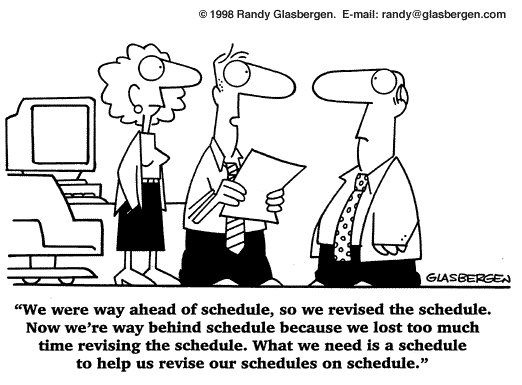 © 1998 Randy Glasbergen. E-mail: randy@glasbergen.com
GLASBERGEN
“We were way ahead of schedule, so we revised the schedule.
Now we’re way behind schedule because we lost too much
time revising the schedule. What we need is a schedule
to help us revise our schedules on schedule.”